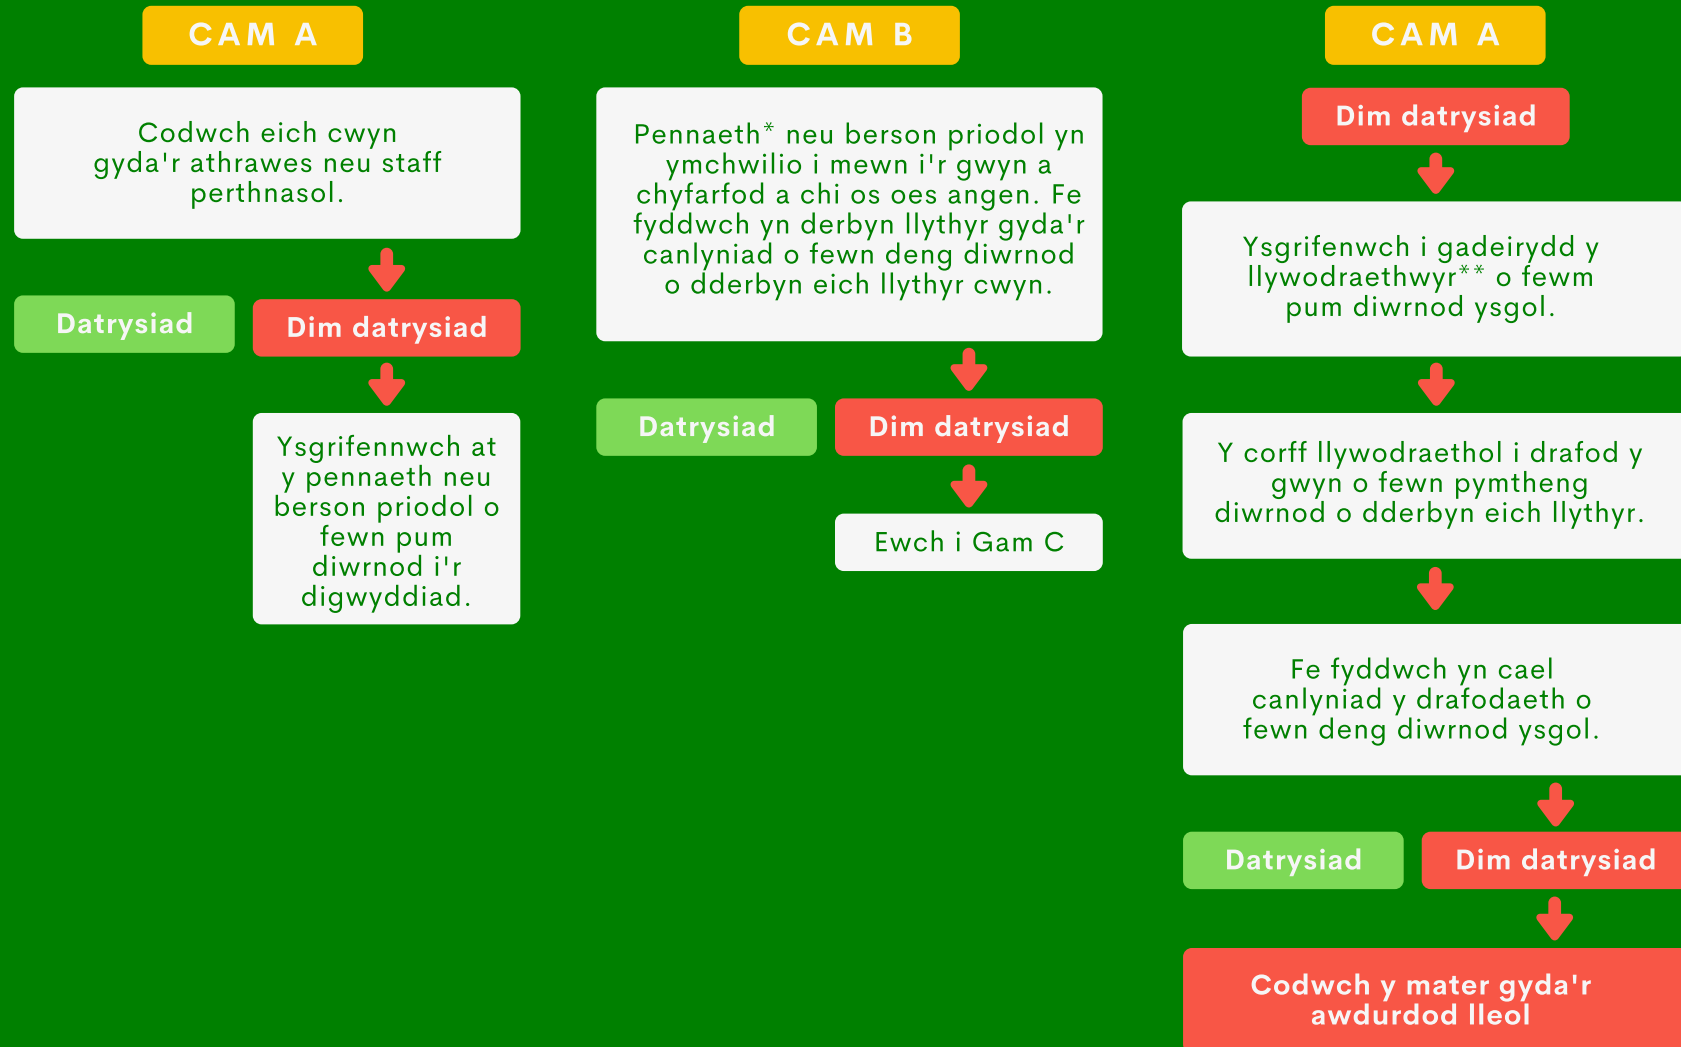 CAM A
Codwch eich cwyn
gyda'r athrawes neu staff
perthnasol.
Datrysiad
Dim datrysiad
Ysgrifennwch at
y pennaeth neu
berson priodol o
fewn pum
diwrnod i'r
digwyddiad.
CAM B
Pennaeth* neu berson priodol yn
ymchwilio i mewn i'r gwyn a
chyfarfod a chi os oes angen. Fe
fyddwch yn derbyn llythyr gyda'r
canlyniad o fewn deng diwrnod
o dderbyn eich llythyr cwyn.
Datrysiad
Dim datrysiad
Ewch i Gam C
CAM A
Dim datrysiad
Ysgrifenwch i gadeirydd y
llywodraethwyr** o fewm
pum diwrnod ysgol.
Y corff llywodraethol i drafod y
gwyn o fewn pymtheng
diwrnod o dderbyn eich llythyr.
Fe fyddwch yn cael
canlyniad y drafodaeth o
fewn deng diwrnod ysgol.
Datrysiad
Dim datrysiad
Codwch y mater gyda'r
awdurdod lleol